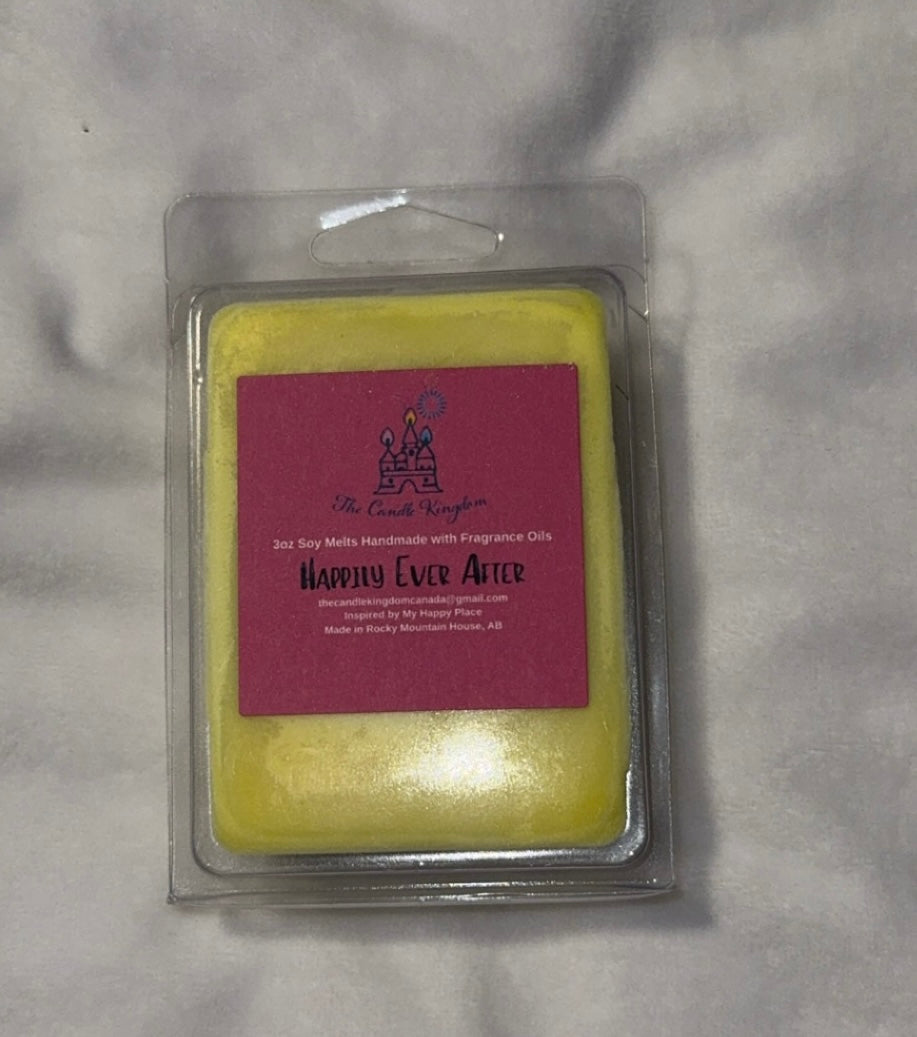 The Candle Kingdom
3oz Soy Melts Handmade with Fragrance Oils
Happily Ever After
thecandlekingdomcanada@gmail.com
Inspired by My Happy Place
Made in Rocky Mountain House, AB